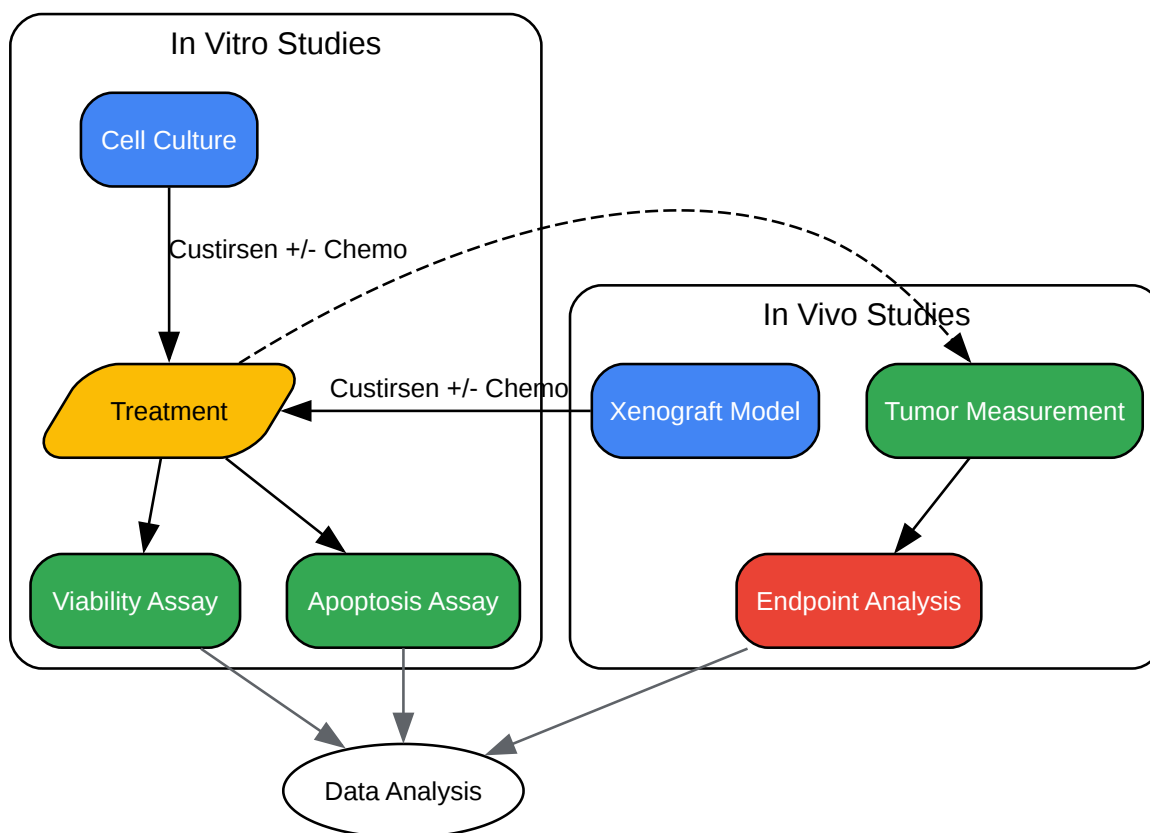 In Vitro Studies
Cell Culture
Custirsen +/- Chemo
In Vivo Studies
Treatment
Custirsen +/- Chemo
Xenograft Model
Tumor Measurement
Viability Assay
Apoptosis Assay
Endpoint Analysis
Data Analysis